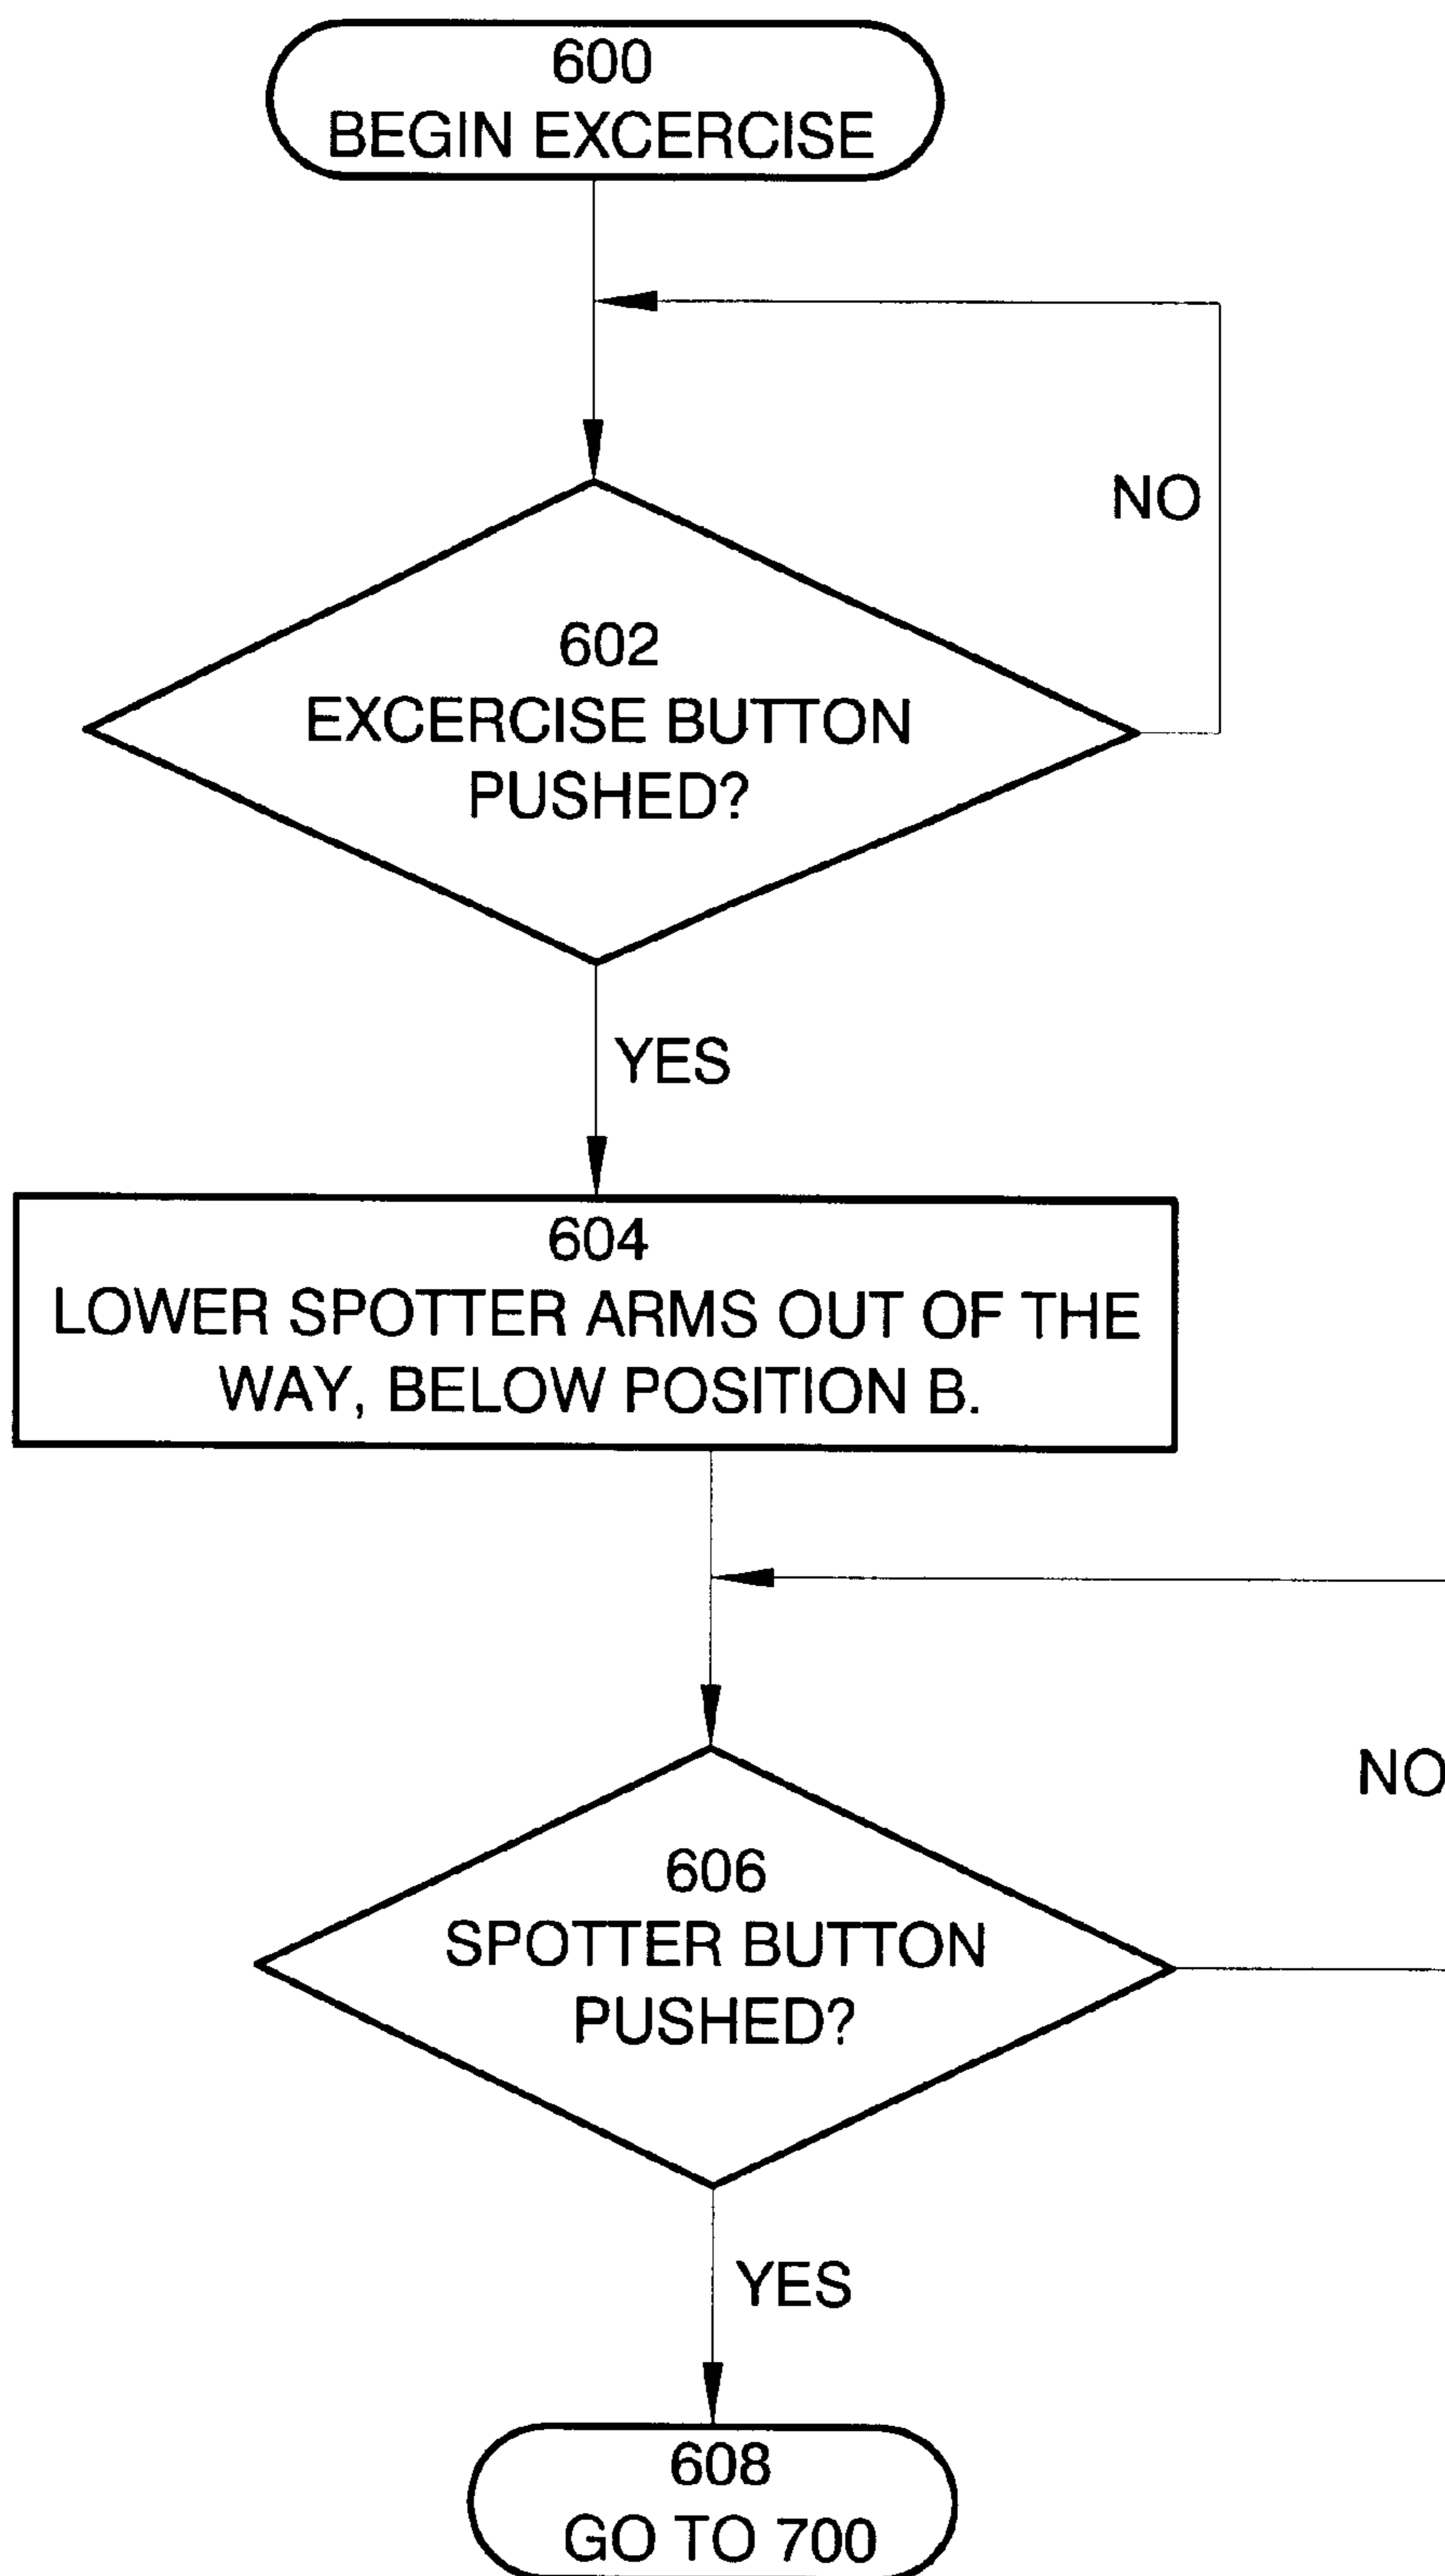 600
BEGIN EXCERCISE
NO
602
EXCERCISE BUTTON
PUSHED?
YES
604
LOWER SPOTTER ARMS OUT OF THE
WAY, BELOW POSITION B.
NO
606
SPOTTER BUTTON
PUSHED?
YES
608
GO TO 700